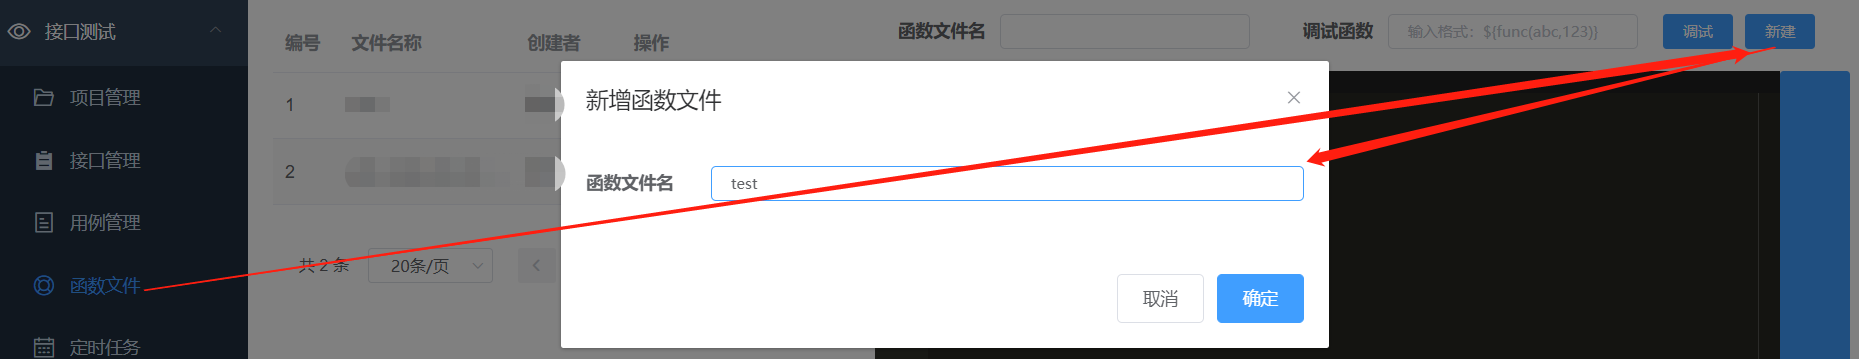 接口测试
项目管理
接口管理
用例管理
函数文件
定时任务
函数文件名
调试函数
输入格式：${func(abc,123)}
调试
新建
编号 文件名称 创建者 操作
1
2
共 2 条
20条/页
新增函数文件
函数文件名
test
取消
确定